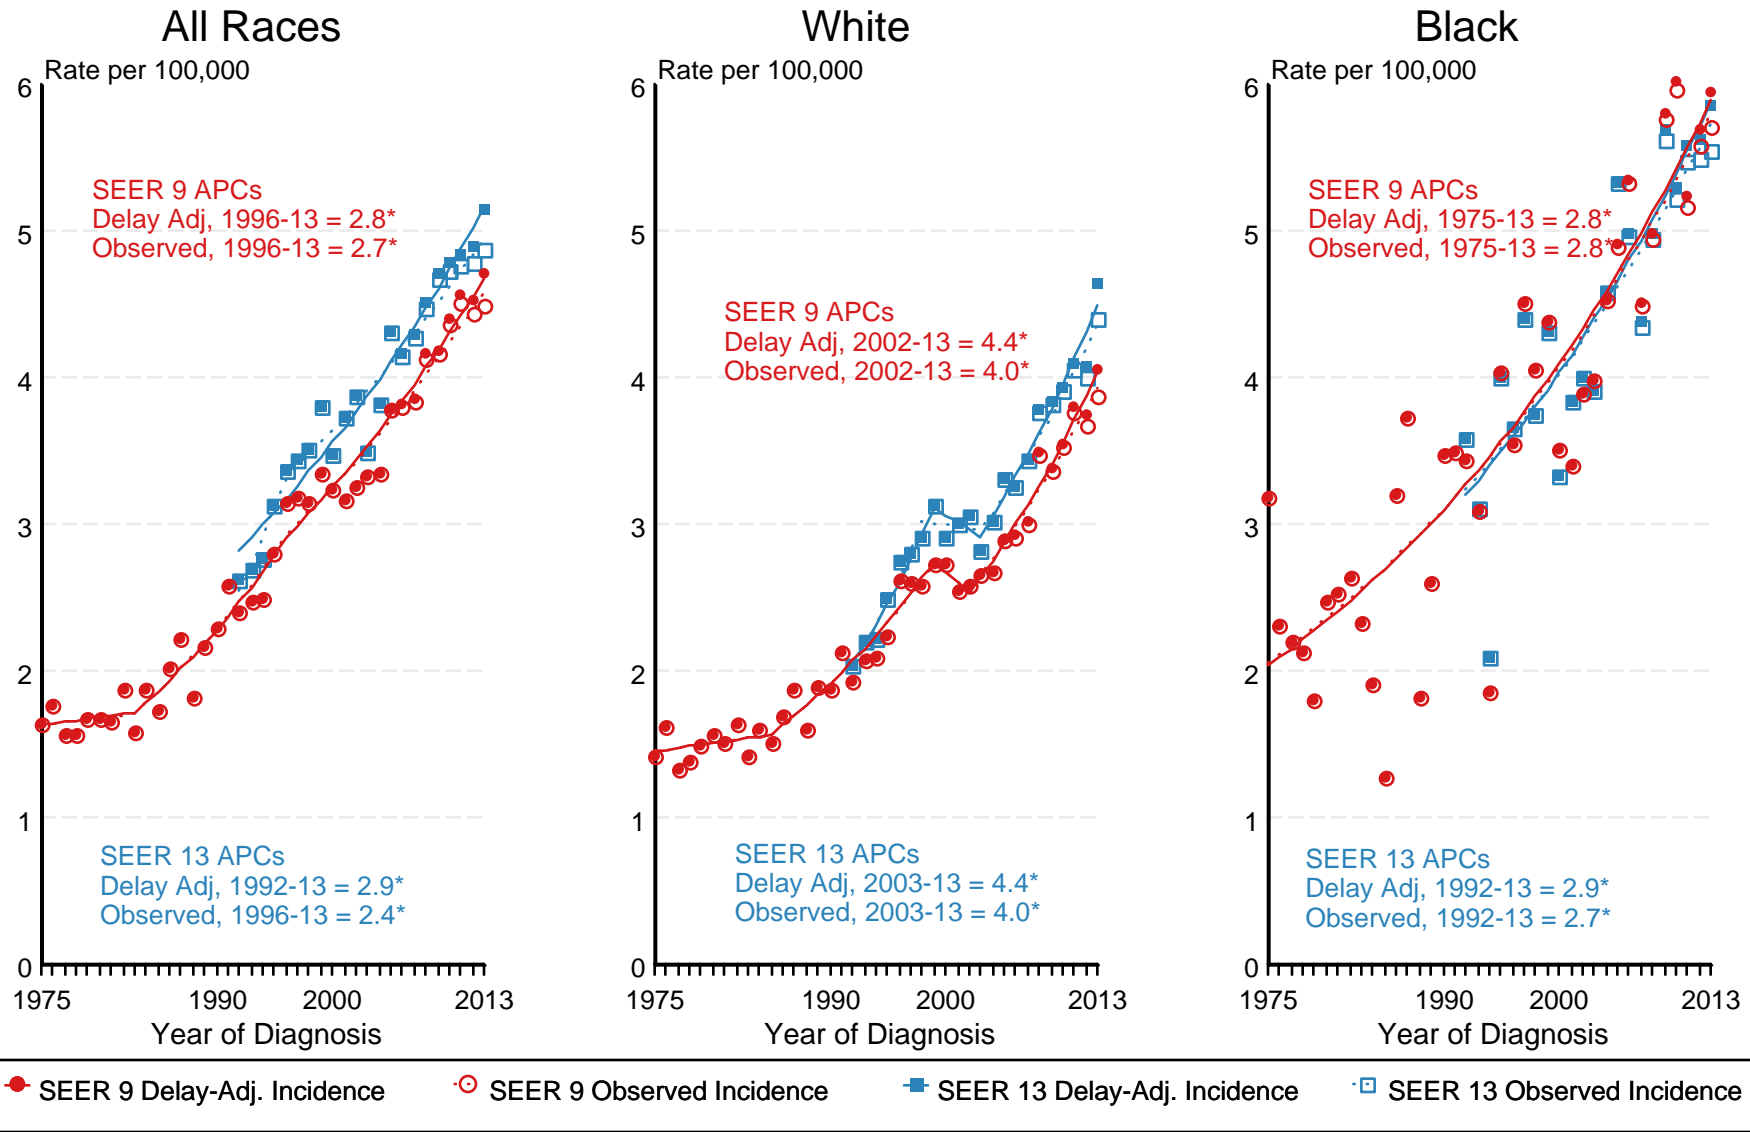 All Races
Rate per 100,000
6
5
4
3
2
1
0
SEER 9 APCs
Delay Adj, 1996-13 = 2.8*
Observed, 1996-13 = 2.7*
SEER 13 APCs
Delay Adj, 1992-13 = 2.9*
Observed, 1996-13 = 2.4*
1975 1990 2000 2013
Year of Diagnosis
White
Rate per 100,000
6
5
4
3
2
1
0
SEER 9 APCs
Delay Adj, 2002-13 = 4.4*
Observed, 2002-13 = 4.0*
SEER 13 APCs
Delay Adj, 2003-13 = 4.4*
Observed, 2003-13 = 4.0*
1975 1990 2000 2013
Year of Diagnosis
Black
Rate per 100,000
6
5
4
3
2
1
0
SEER 9 APCs
Delay Adj, 1975-13 = 2.8*
Observed, 1975-13 = 2.8*
SEER 13 APCs
Delay Adj, 1992-13 = 2.9*
Observed, 1992-13 = 2.7*
1975 1990 2000 2013
Year of Diagnosis
SEER 9 Delay-Adj. Incidence
SEER 9 Observed Incidence
SEER 13 Delay-Adj. Incidence
SEER 13 Observed Incidence